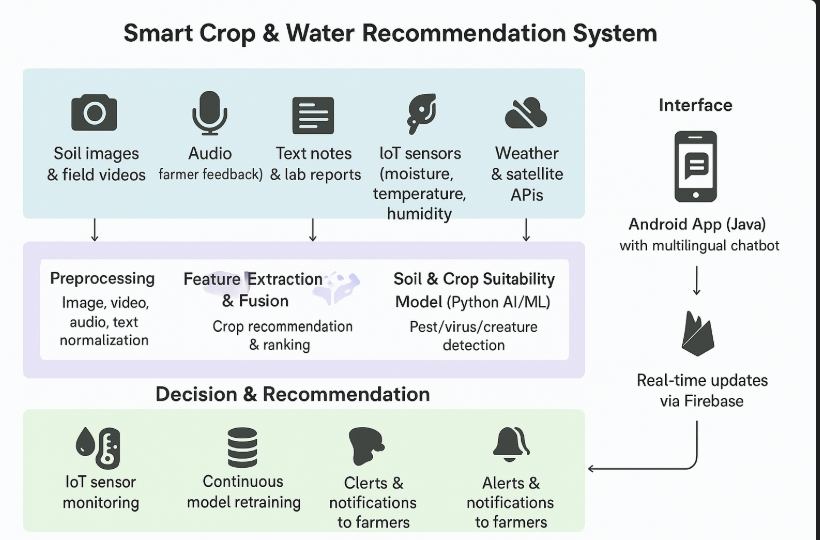 Smart Crop & Water Recommendation System
Soil images
& field videos
Audio
farmer feedback)
Text notes
& lab reports
IoT sensors
(moisture,
temperature,
humidity
Weather
& satellite
APIs
Interface
Android App (Java)
with multilingual chatbot
Real-time updates
via Firebase
Preprocessing
Image, video,
audio, text
normalization
Feature Extraction
& Fusion
Crop recommendation
& ranking
Soil & Crop Suitability
Model (Python AI/ML)
Pest/virus/creature
detection
Decision & Recommendation
IoT sensor
monitoring
Continuous
model retraining
Clerts &
notifications
to farmers
Alerts &
notifications
to farmers